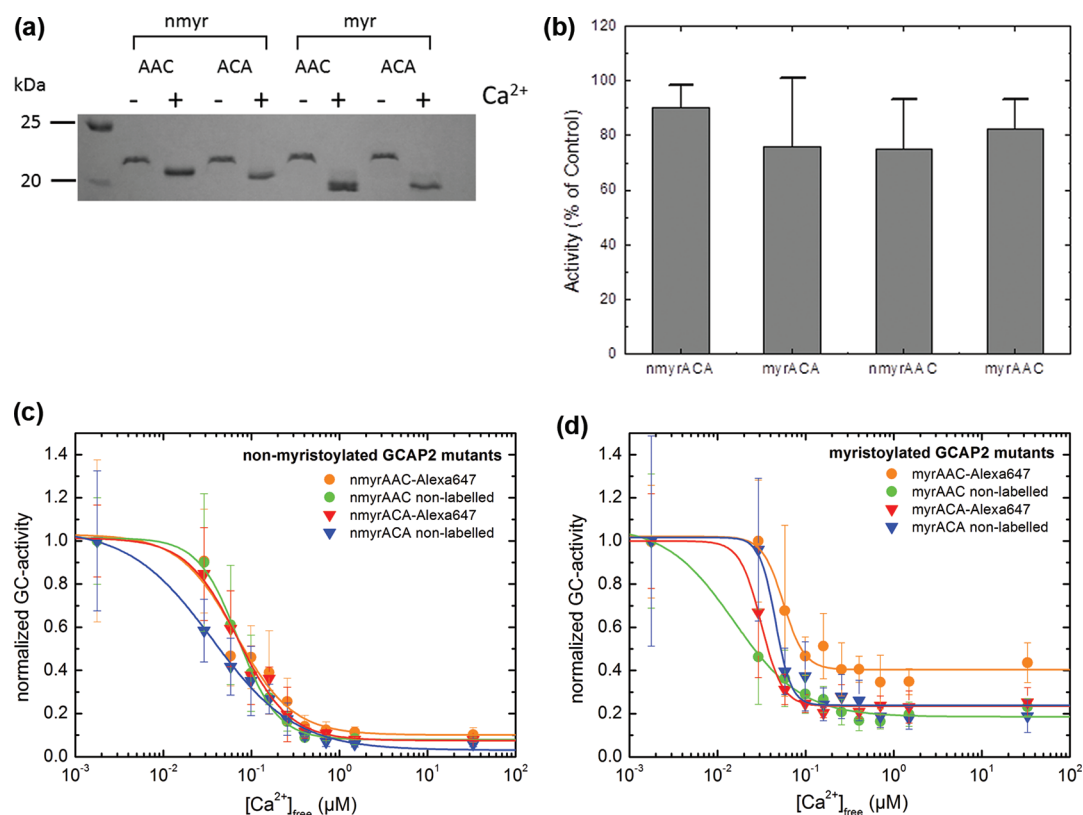 (a)
nmyr myr
AAC ACA AAC ACA
kDa - + - + - + - + Ca²⁺
25
20
(b)
Activity (% of Control)
120
100
80
60
40
20
0
nmyrACA myrACA nmyrAAC myrAAC
(c)
normalized GC-activity
1.4
1.2
1.0
0.8
0.6
0.4
0.2
0.0
non-myristoylated GCAP2 mutants
nmyrAAC-Alexa647
nmyrAAC non-labelled
nmyrACA-Alexa647
nmyrACA non-labelled
10⁻³ 10⁻² 10⁻¹ 10⁰ 10¹ 10²
[Ca²⁺]free (µM)
(d)
normalized GC-activity
1.4
1.2
1.0
0.8
0.6
0.4
0.2
0.0
myristoylated GCAP2 mutants
myrAAC-Alexa647
myrAAC non-labelled
myrACA-Alexa647
myrACA non-labelled
10⁻³ 10⁻² 10⁻¹ 10⁰ 10¹ 10²
[Ca²⁺]free (µM)